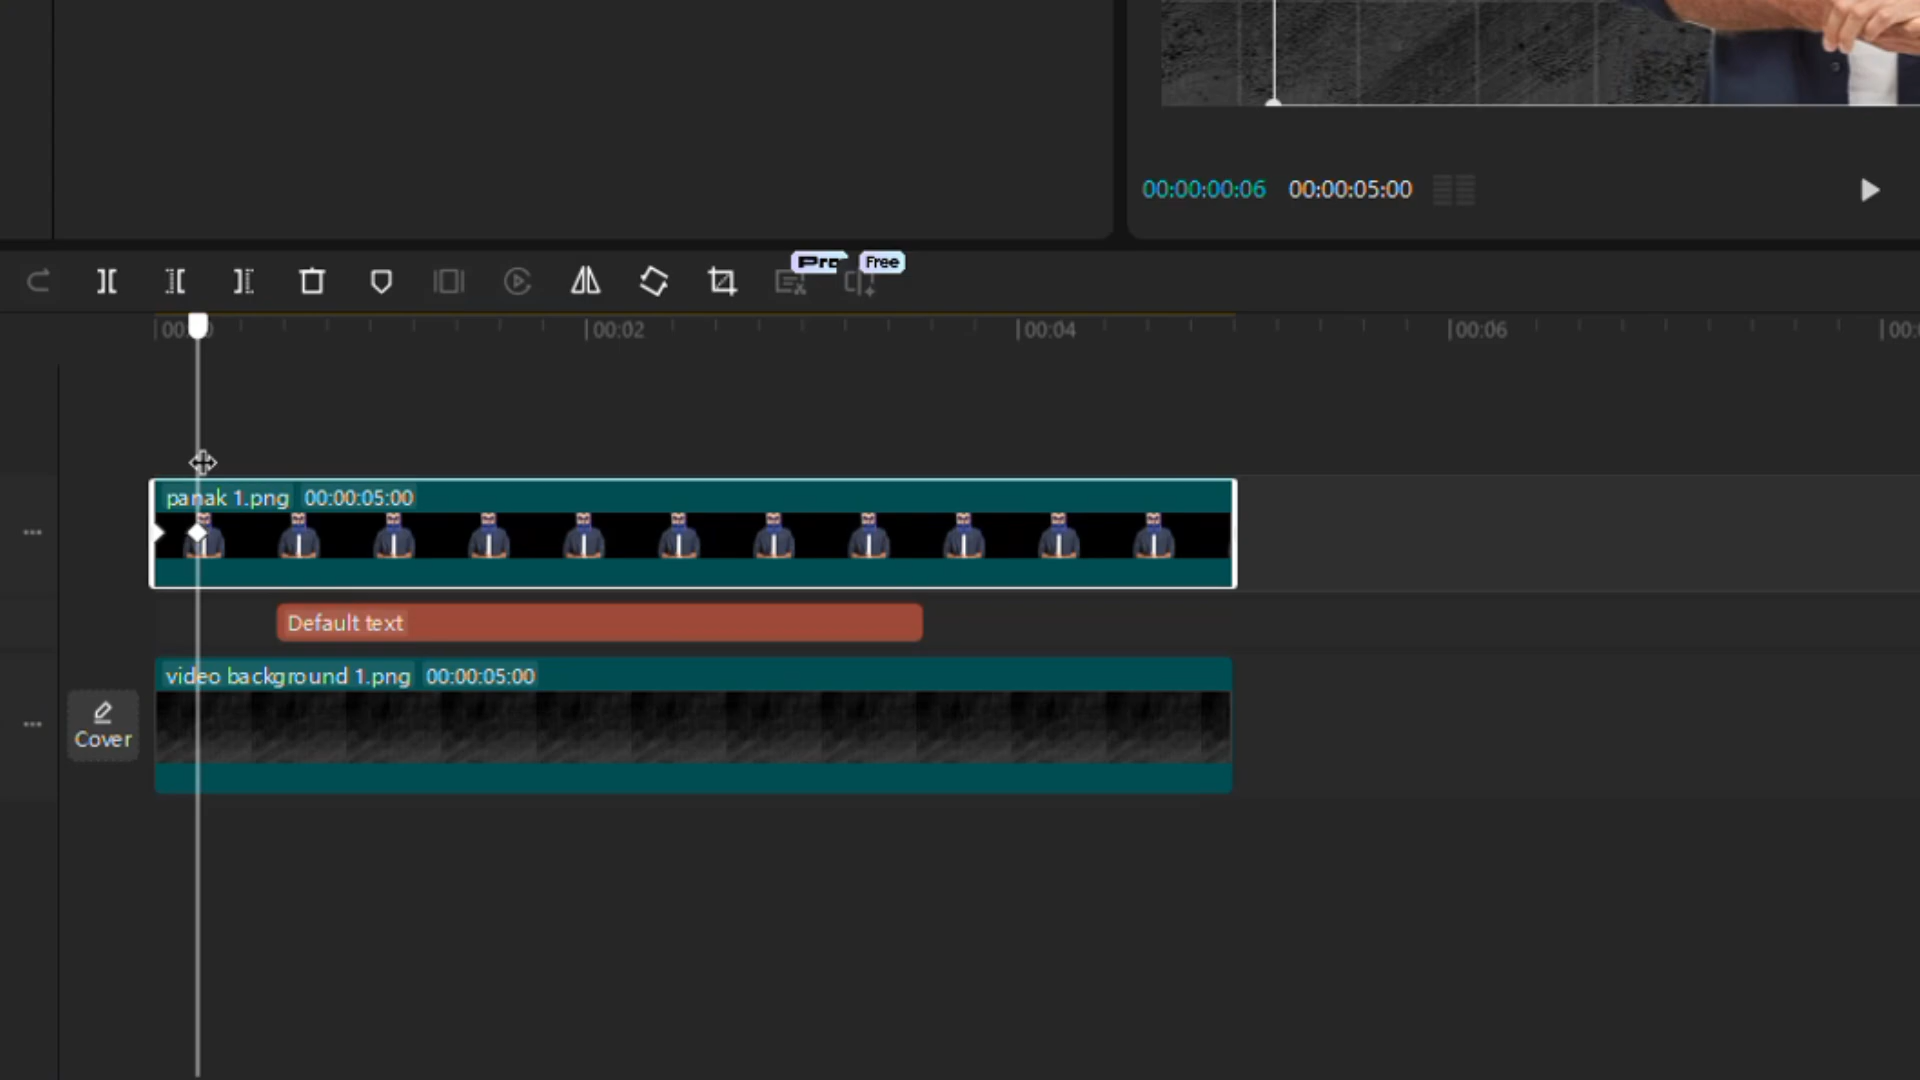 00:00:00:06 00:00:05:00
Pro Free
00:02 00:04 00:06
panak 1.png 00:00:05:00
Default text
video background 1.png 00:00:05:00
Cover